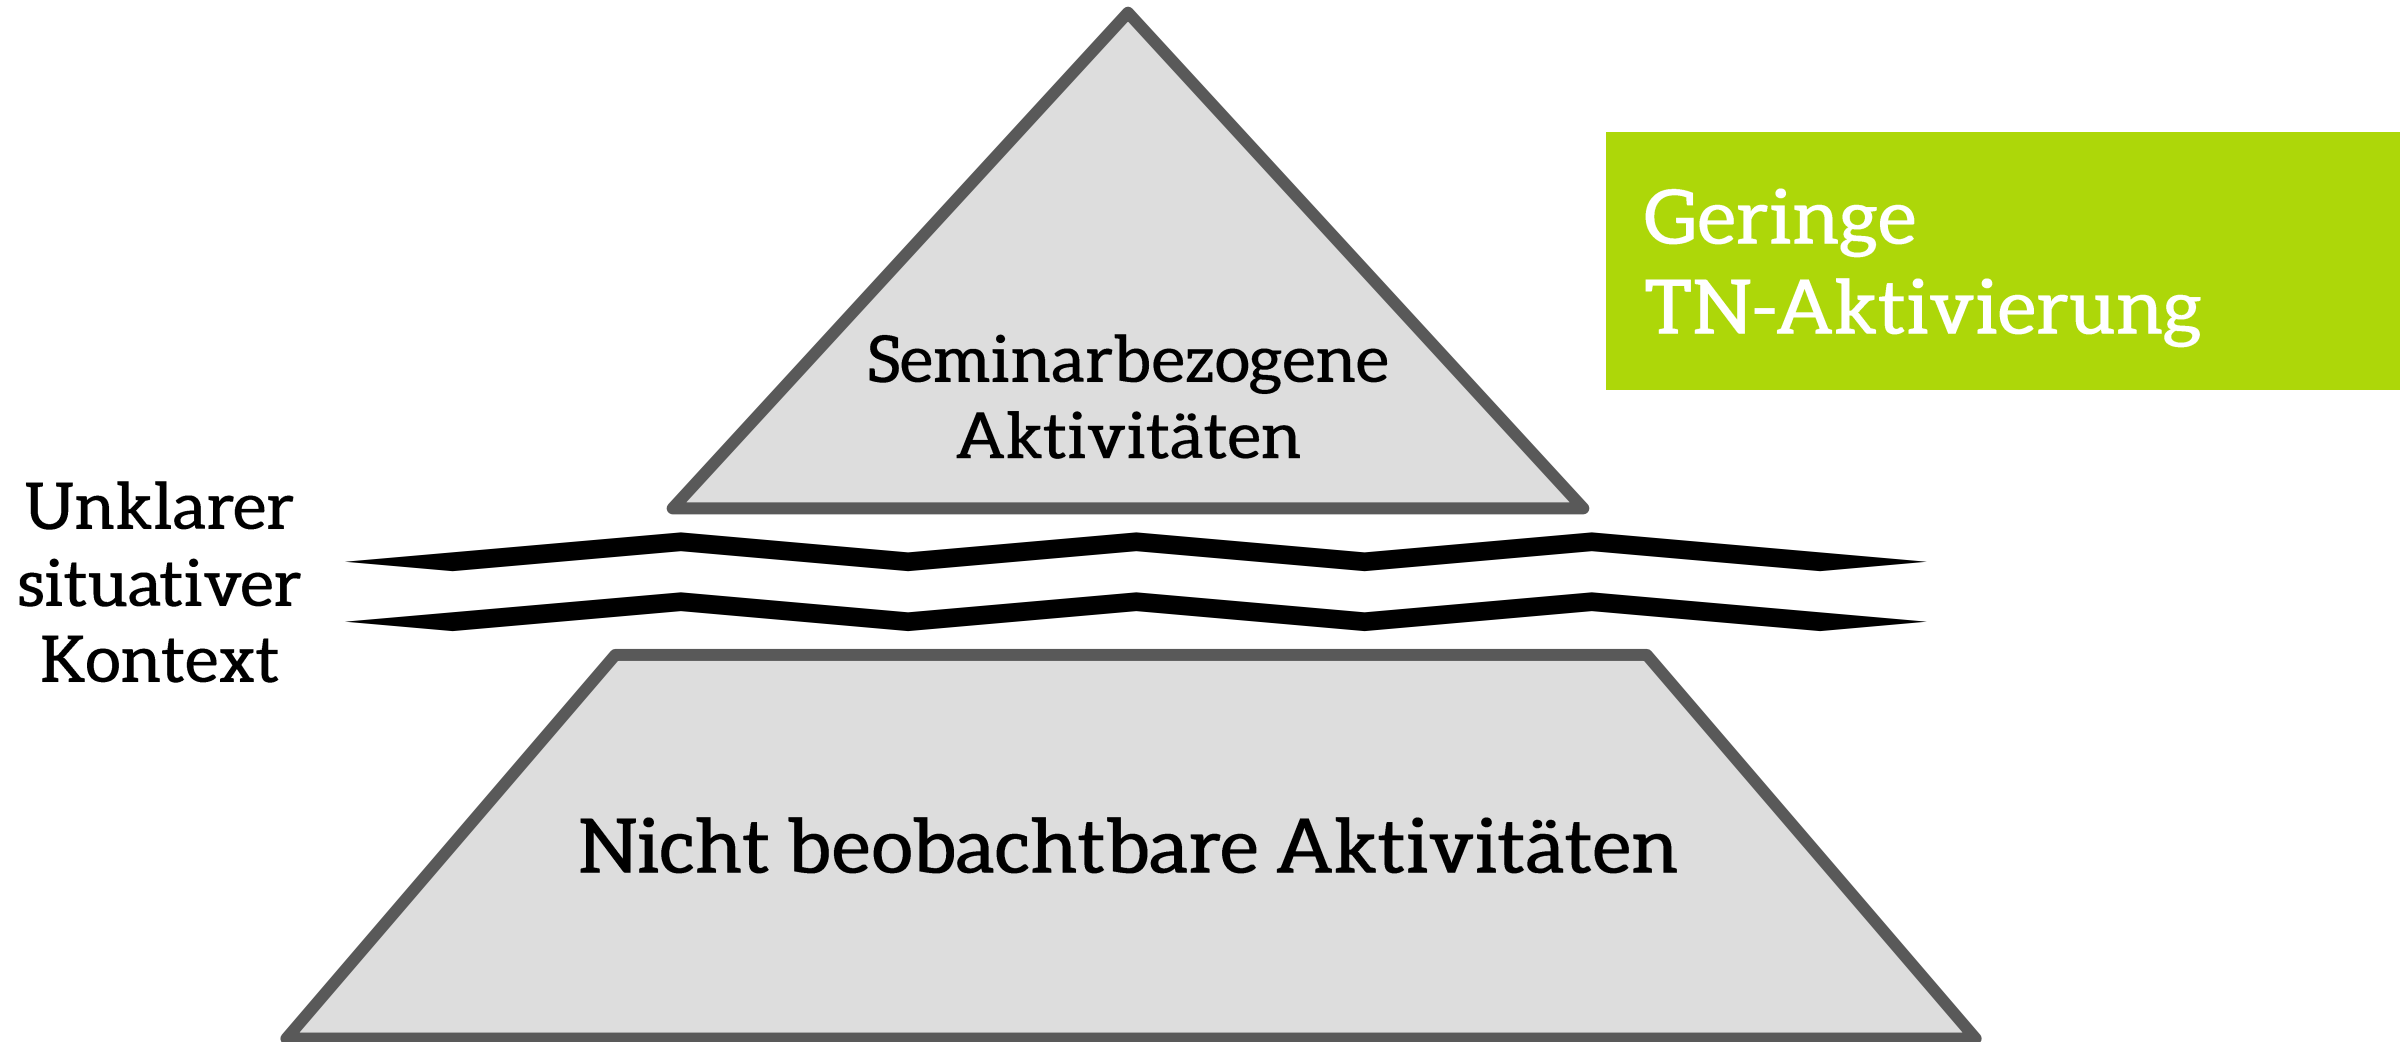 Geringe
TN-Aktivierung
Seminarbezogene
Aktivitäten
Unklarer
situativer
Kontext
Nicht beobachtbare Aktivitäten